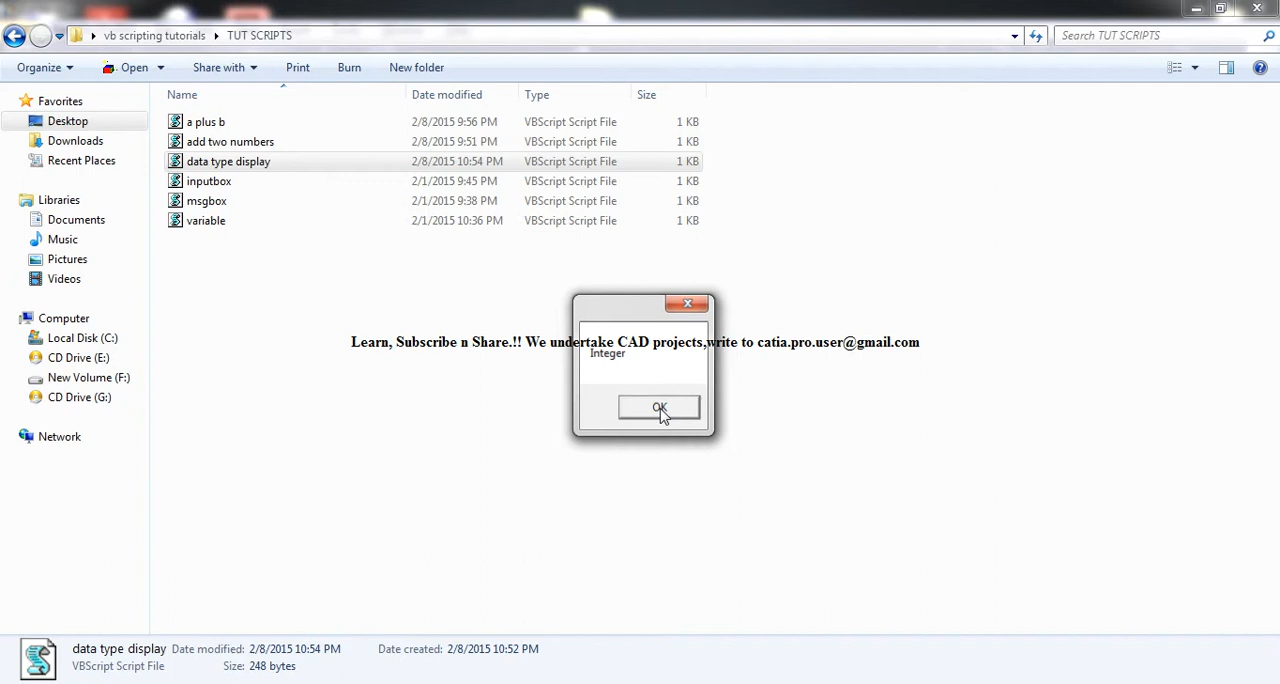 vb scripting tutorials TUT SCRIPTS Search TUT SCRIPTS
Organize Open Share with Print Burn New folder
Name Date modified Type Size
Favorites
Desktop
Downloads
Recent Places
Libraries
Documents
Music
Pictures
Videos
Computer
Local Disk (C:)
CD Drive (E:)
New Volume (F:)
CD Drive (G:)
Network
a plus b 2/8/2015 9:56 PM VBScript Script File 1 KB
add two numbers 2/8/2015 9:51 PM VBScript Script File 1 KB
data type display 2/8/2015 10:54 PM VBScript Script File 1 KB
inputbox 2/1/2015 9:45 PM VBScript Script File 1 KB
msgbox 2/1/2015 9:38 PM VBScript Script File 1 KB
variable 2/1/2015 10:36 PM VBScript Script File 1 KB
Learn, Subscribe n Share.!! We undertake CAD projects,write to catia.pro.user@gmail.com
Integer
OK
data type display Date modified: 2/8/2015 10:54 PM Date created: 2/8/2015 10:52 PM
VBScript Script File Size: 248 bytes